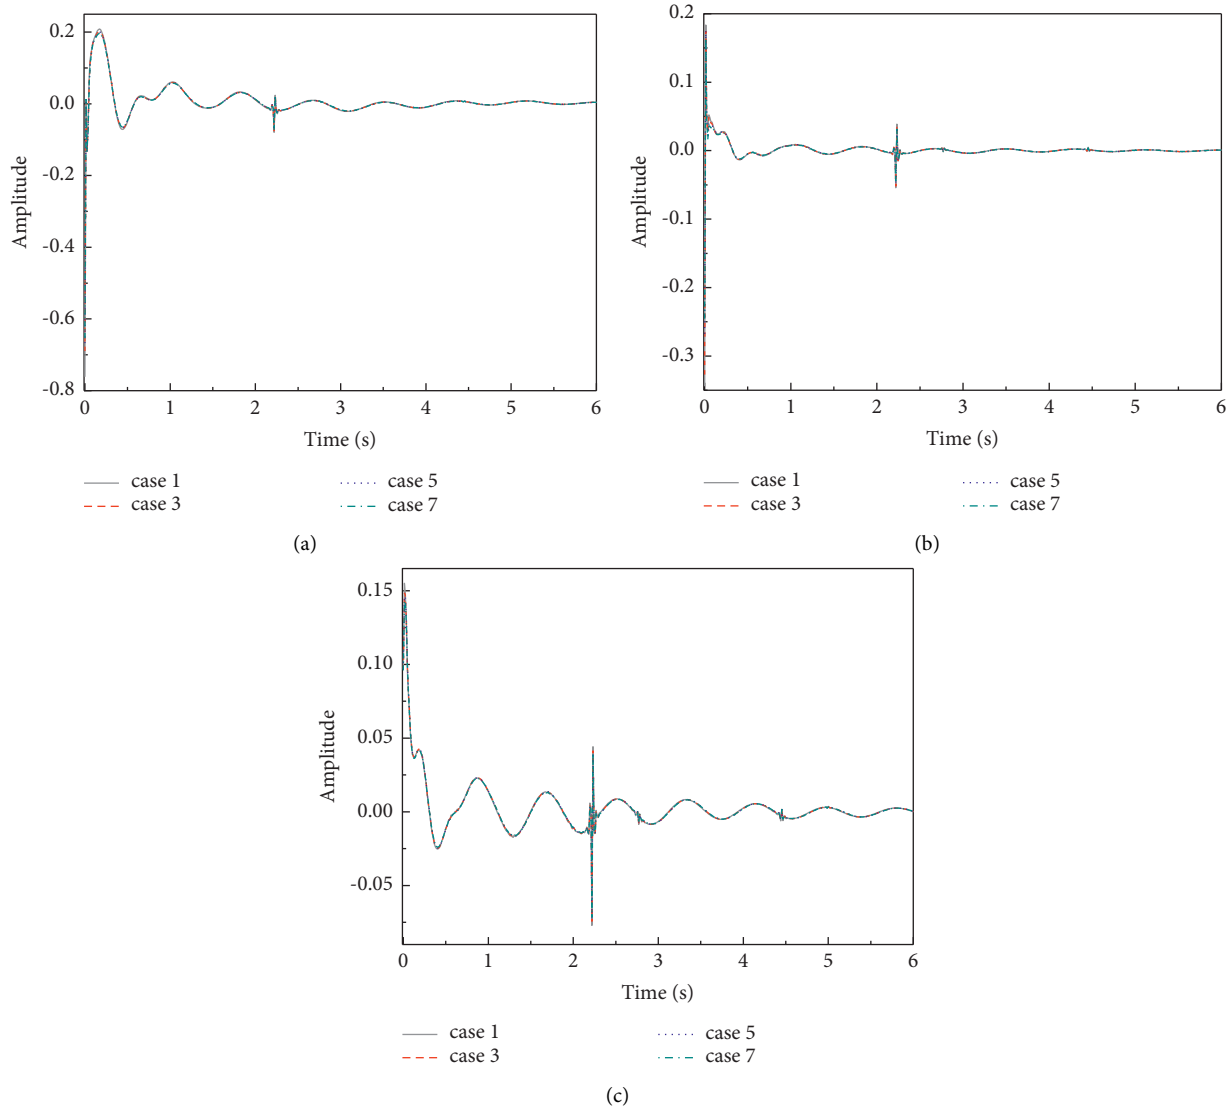 0.2
0.0
-0.2
-0.4
-0.6
-0.8
Amplitude
0 1 2 3 4 5 6
Time (s)
case 1
case 3
case 5
case 7
(a)
0.2
0.1
0.0
-0.1
-0.2
-0.3
Amplitude
0 1 2 3 4 5 6
Time (s)
case 1
case 3
case 5
case 7
(b)
0.15
0.10
0.05
0.00
-0.05
Amplitude
0 1 2 3 4 5 6
Time (s)
case 1
case 3
case 5
case 7
(c)